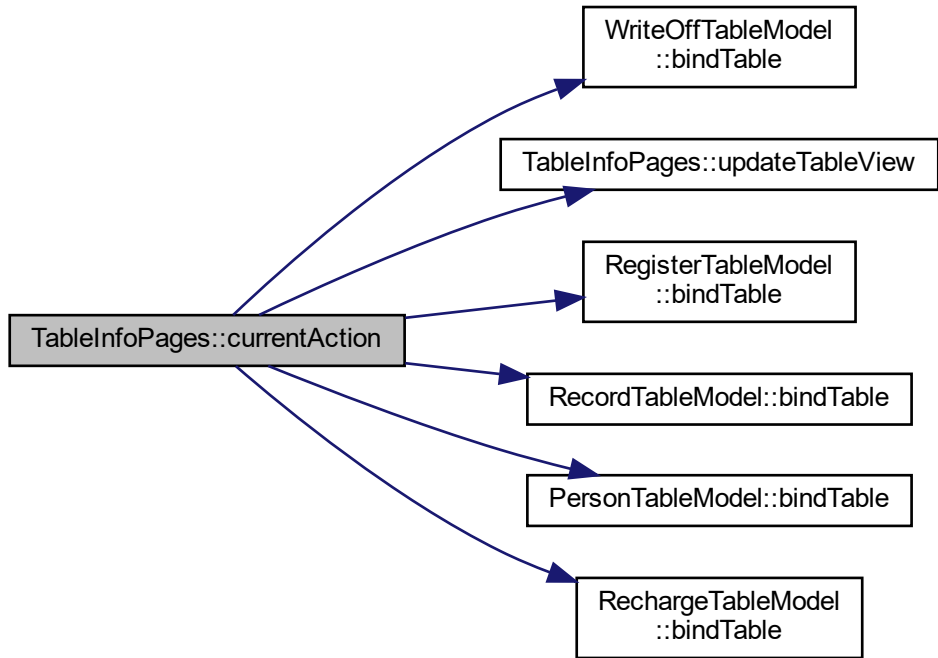 WriteOffTableModel
::bindTable
TableInfoPages::updateTableView
RegisterTableModel
::bindTable
TableInfoPages::currentAction
RecordTableModel::bindTable
PersonTableModel::bindTable
RechargeTableModel
::bindTable